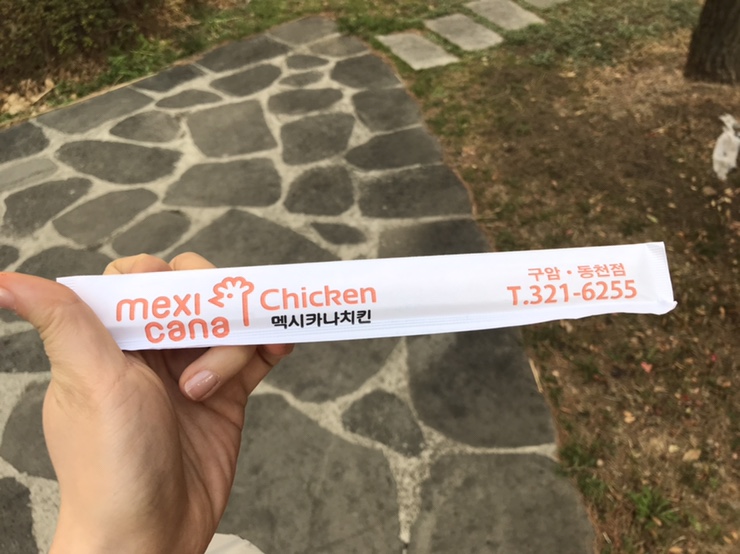 mexi
cana
Chicken
멕시카나치킨
구암·동천점
T.321-6255